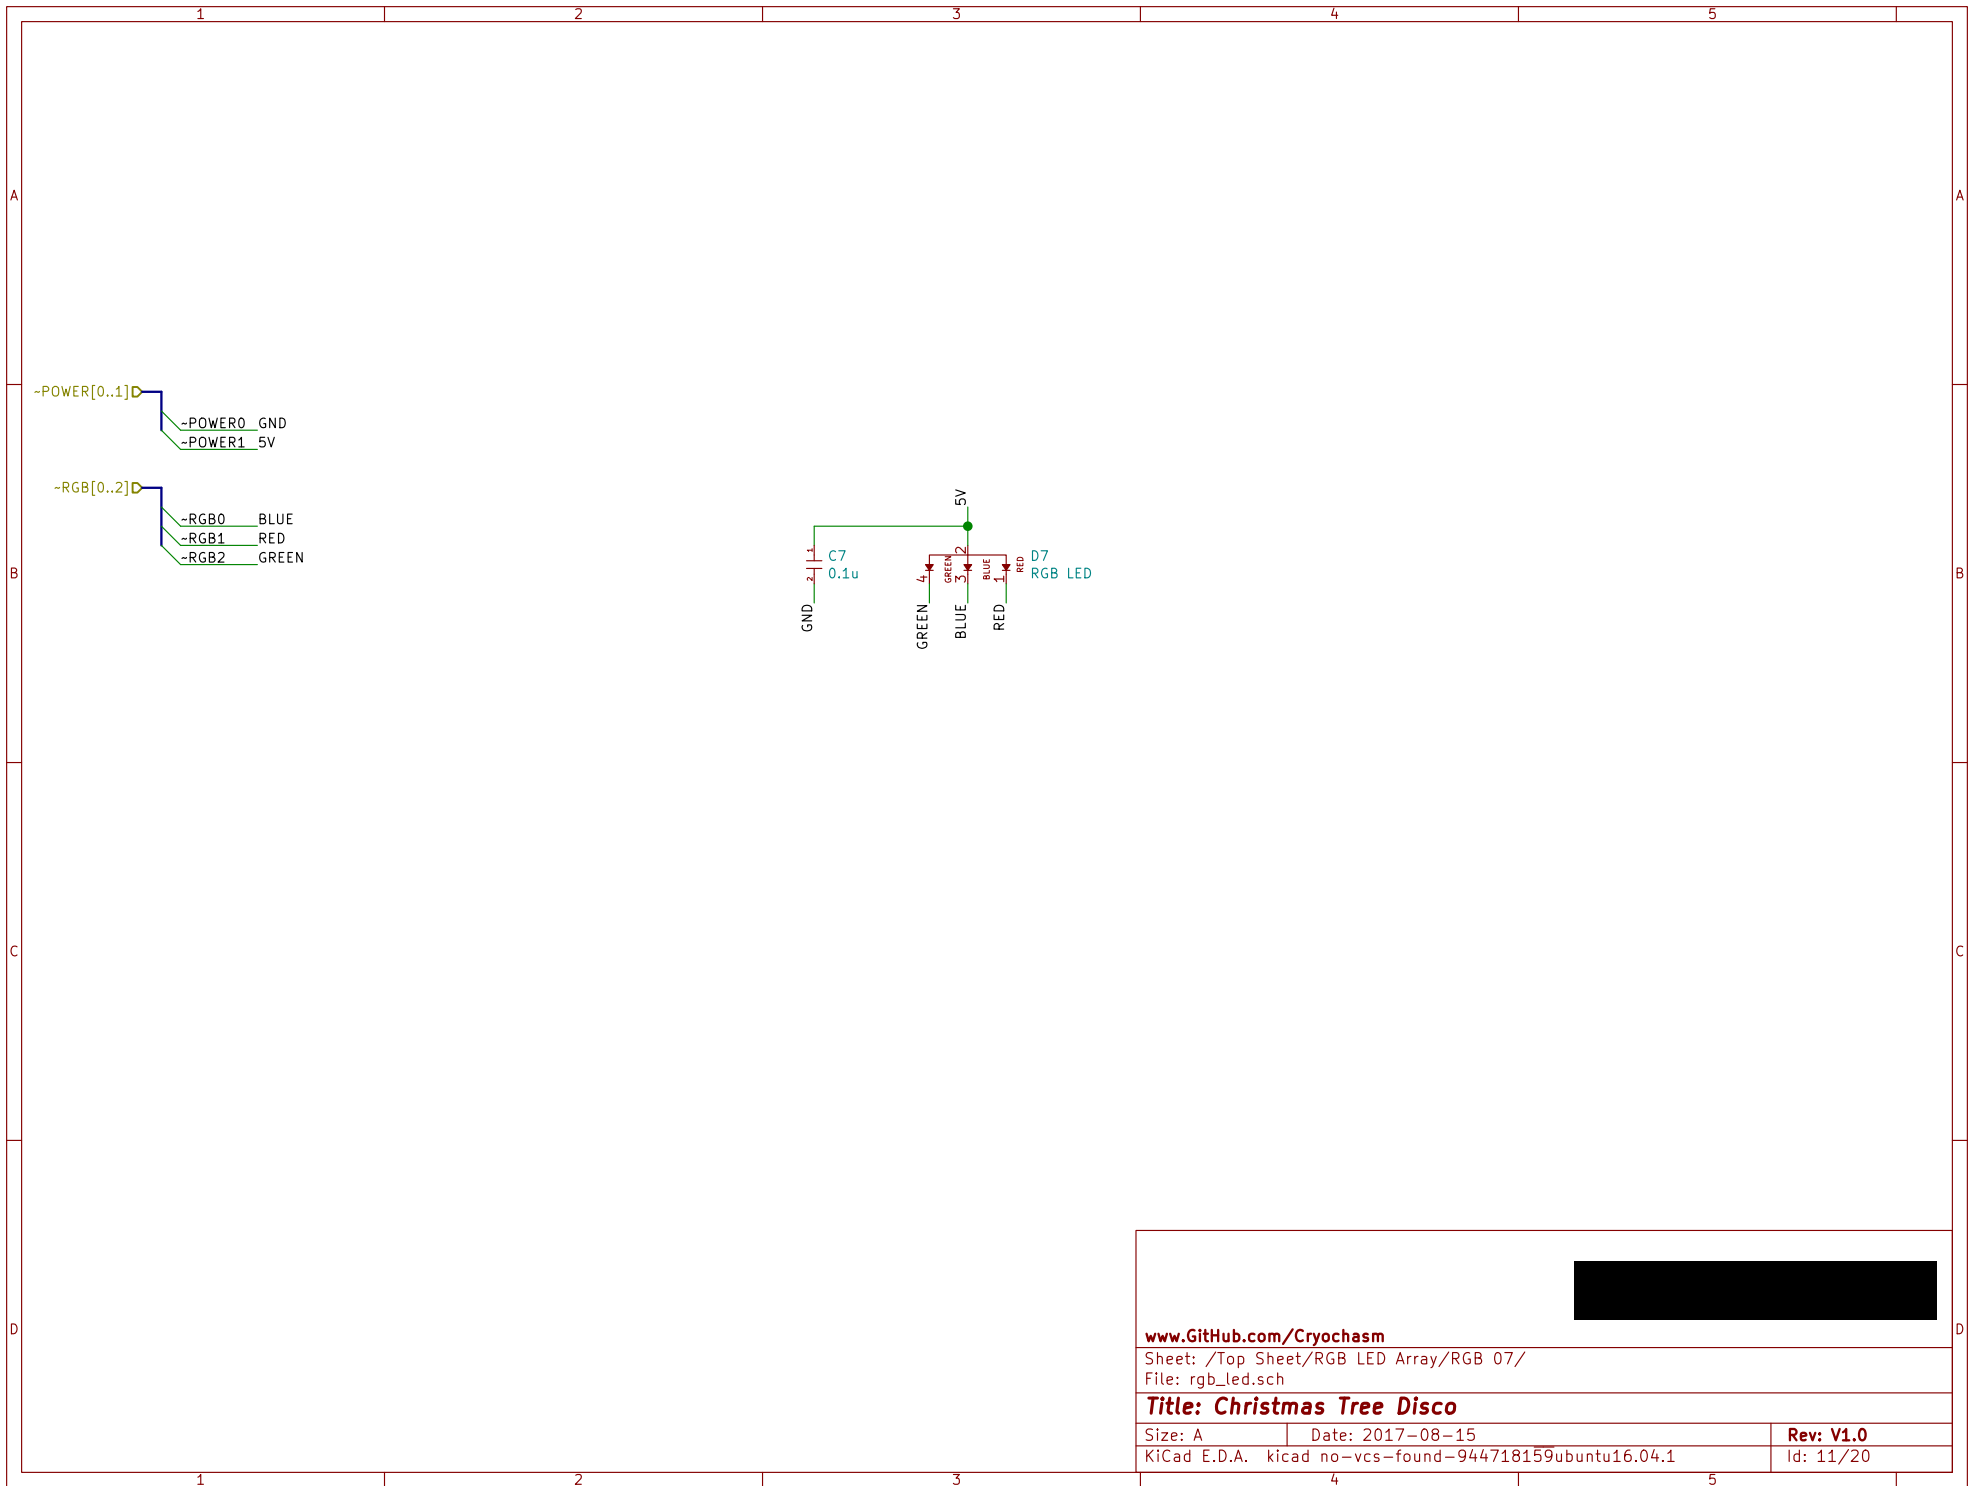 1 2 3 4 5
A A
~POWER[0..1]
~POWER0 GND
~POWER1 5V
~RGB[0..2]
~RGB0 BLUE
~RGB1 RED
~RGB2 GREEN
B B
5V
1
C7
0.1u
2
GND
2
GREEN
BLUE
RED
D7
RGB LED
4
3
1
GREEN
BLUE
RED
C C
D D
www.GitHub.com/Cryochasm
Sheet: /Top Sheet/RGB LED Array/RGB 07/
File: rgb_led.sch
Title: Christmas Tree Disco
Size: A Date: 2017-08-15 Rev: V1.0
KiCad E.D.A. kicad no-vcs-found-944718159ubuntu16.04.1 Id: 11/20
1 2 3 4 5